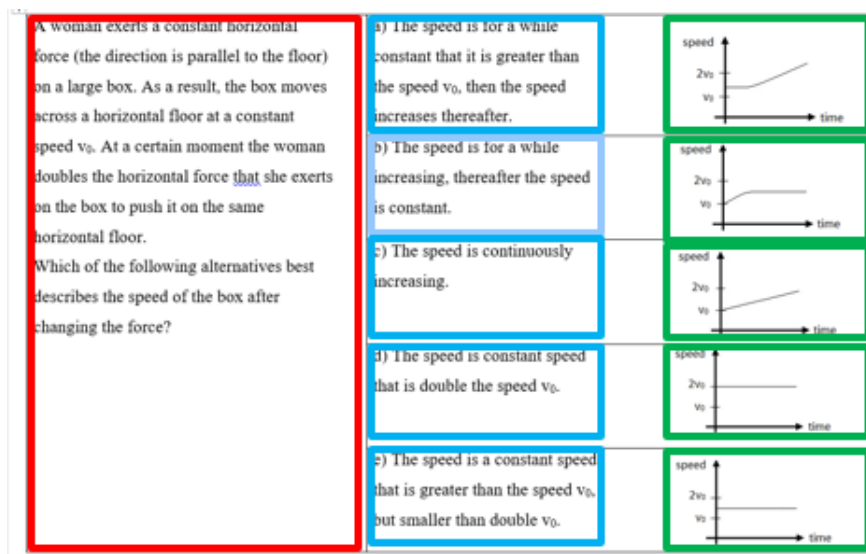 A woman exerts a constant horizontal
force (the direction is parallel to the floor)
on a large box. As a result, the box moves
across a horizontal floor at a constant
speed v₀. At a certain moment the woman
doubles the horizontal force that she exerts
on the box to push it on the same
horizontal floor.
Which of the following alternatives best
describes the speed of the box after
changing the force?
a) The speed is for a while
constant that it is greater than
the speed v₀, then the speed
increases thereafter.
speed
2v₀
v₀
time
b) The speed is for a while
increasing, thereafter the speed
is constant.
speed
2v₀
v₀
time
c) The speed is continuously
increasing.
speed
2v₀
v₀
time
d) The speed is constant speed
that is double the speed v₀.
speed
2v₀
v₀
time
e) The speed is a constant speed
that is greater than the speed v₀,
but smaller than double v₀.
speed
2v₀
v₀
time